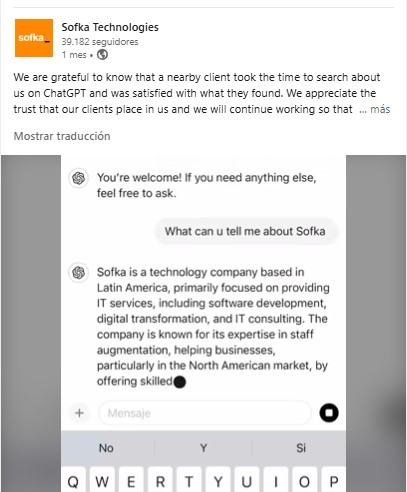 sofka_
Sofka Technologies
39.182 seguidores
1 mes •
We are grateful to know that a nearby client took the time to search about
us on ChatGPT and was satisfied with what they found. We appreciate the
trust that our clients place in us and we will continue working so that ... más
Mostrar traducción
You're welcome! If you need anything else,
feel free to ask.
What can u tell me about Sofka
Sofka is a technology company based in
Latin America, primarily focused on providing
IT services, including software development,
digital transformation, and IT consulting. The
company is known for its expertise in staff
augmentation, helping businesses,
particularly in the North American market, by
offering skilled
+ Mensaje
No Y Si
Q W E R T Y U I O P